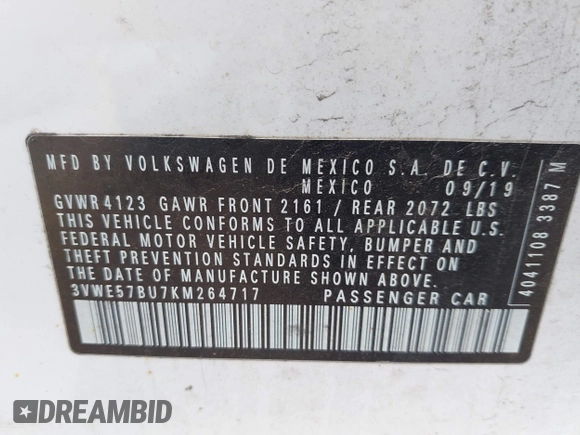 MFD BY VOLKSWAGEN DE MEXICO S.A. DE C.V.
MEXICO 09/19
GVWR 4123 GAWR FRONT 2161 / REAR 2072 LBS
THIS VEHICLE CONFORMS TO ALL APPLICABLE U.S.
FEDERAL MOTOR VEHICLE SAFETY, BUMPER AND
THEFT PREVENTION STANDARDS IN EFFECT ON
THE DATE OF MANUFACTURE SHOWN ABOVE.
3VWE57BU7KM264717 PASSENGER CAR
4041108 3387 M
DREAMBID